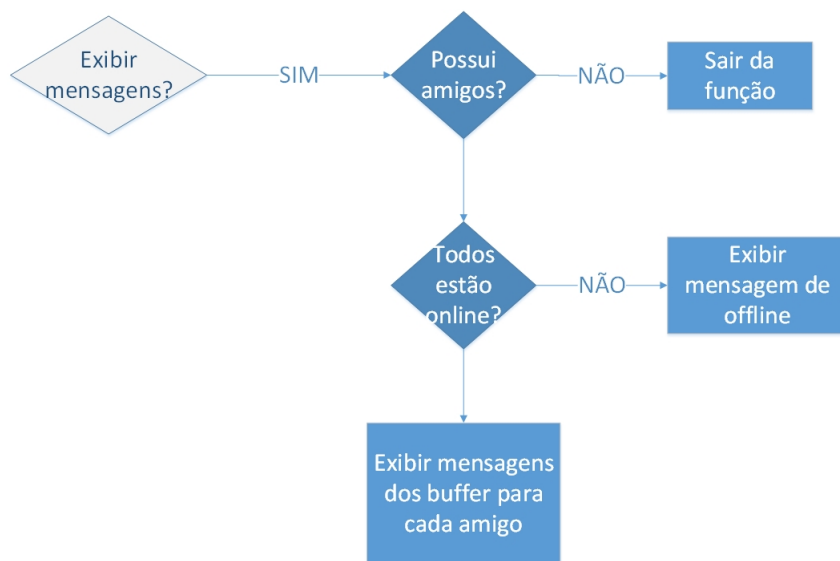 Exibir
mensagens?
SIM
Possui
amigos?
NÃO
Sair da
função
Todos
estão
online?
NÃO
Exibir
mensagem de
offline
Exibir mensagens
dos buffer para
cada amigo